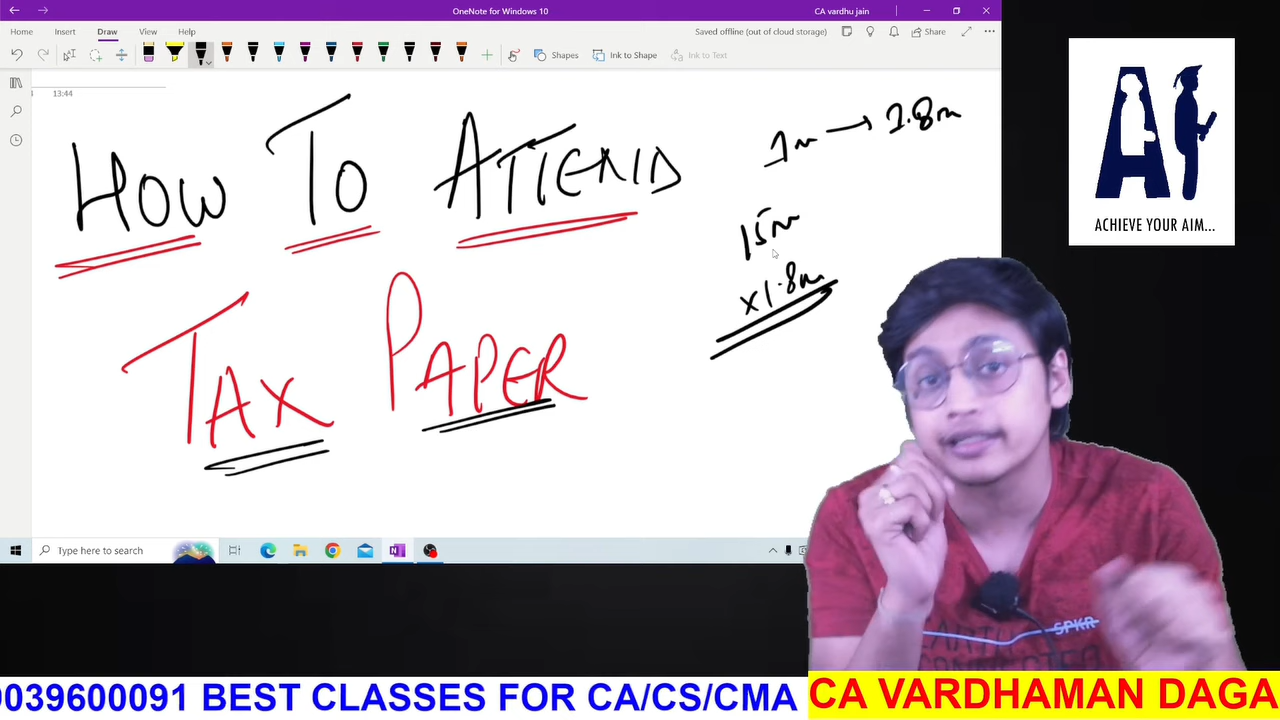 OneNote for Windows 10
CA vardhu jain
Home Insert Draw View Help
Saved offline (out of cloud storage)
Share
Shapes
Ink to Shape
Ink to Text
13:44
HOW TO ATTEND
TAX PAPER
1m → 1.8m
15m
x1.8m
ACHIEVE YOUR AIM...
SPKR
Type here to search
0039600091 BEST CLASSES FOR CA/CS/CMA
CA VARDHAMAN DAGA